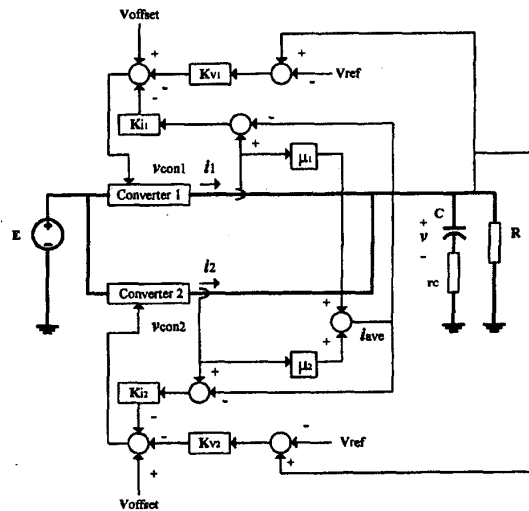 Voffset
+
+
Kv1
Vref
-
-
-
Ki1
-
+
μ1
vcon1
i1
Converter 1
E
+
-
+
v
-
C
R
rc
i2
Converter 2
vcon2
+
+
iave
μ2
+
-
Ki2
-
-
Kv2
-
Vref
+
+
Voffset